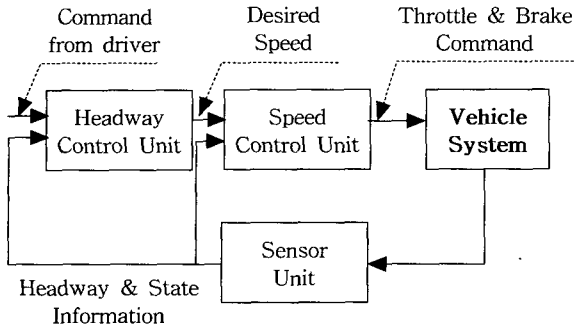 Command
from driver
Desired
Speed
Throttle & Brake
Command
Headway
Control Unit
Speed
Control Unit
Vehicle
System
Sensor
Unit
Headway & State
Information